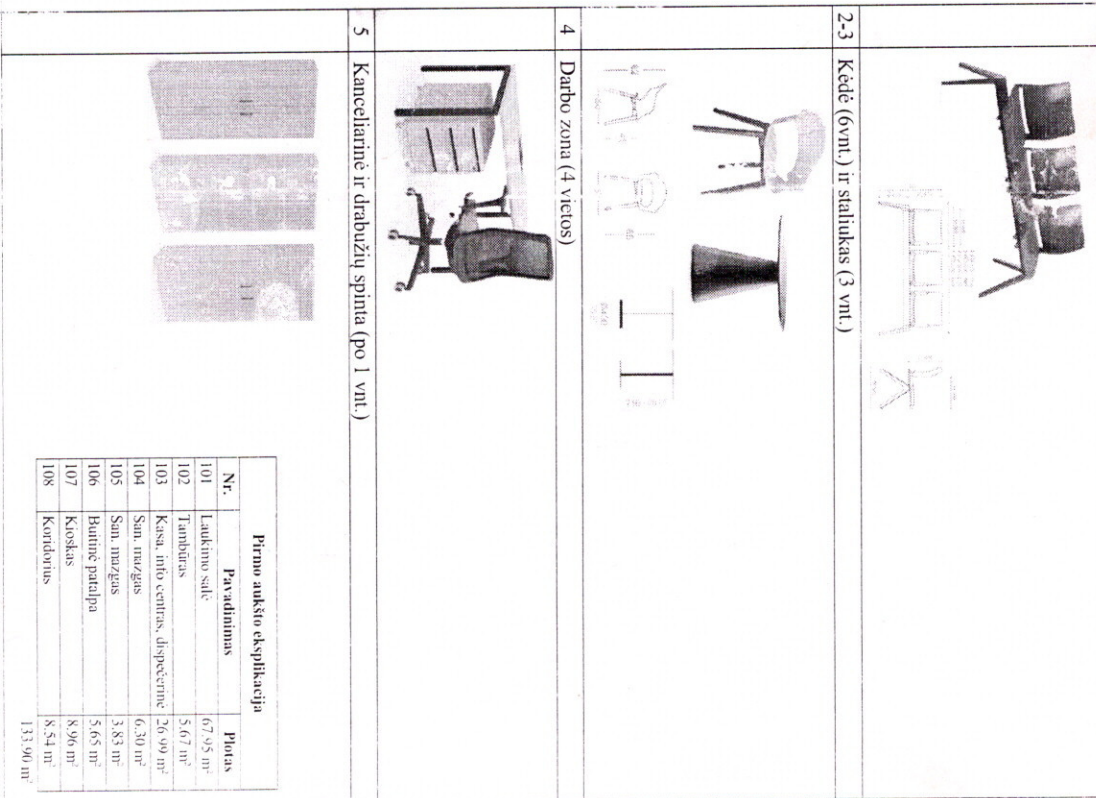 2-3 Kėdė (6vnt.) ir staliukas (3 vnt.)
4 Darbo zona (4 vietos)
5 Kanceliarinė ir drabužių spinta (po 1 vnt.)
Pirmo aukšto eksplikacija
Nr. Pavadinimas Plotas
101 Laukimo salė 67.95 m²
102 Tambūras 5.67 m²
103 Kasa, info centras, dispečerinė 26.99 m²
104 San. mazgas 6.30 m²
105 San. mazgas 3.83 m²
106 Buitinė patalpa 5.65 m²
107 Kioskas 8.96 m²
108 Koridorius 8.54 m²
133.90 m²